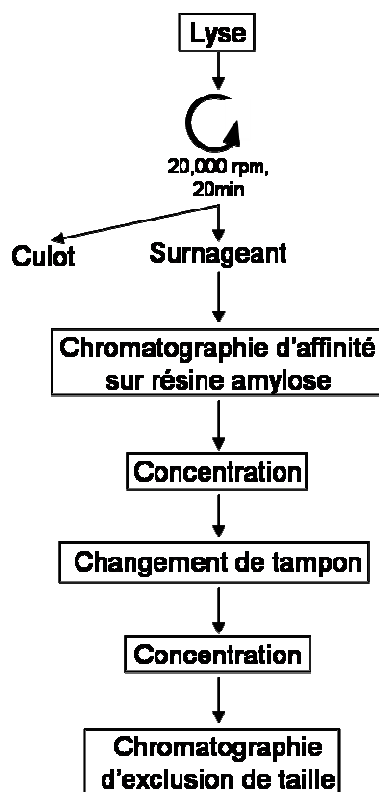 Lyse
20,000 rpm,
20min
Culot
Surnageant
Chromatographie d'affinité
sur résine amylose
Concentration
Changement de tampon
Concentration
Chromatographie
d'exclusion de taille